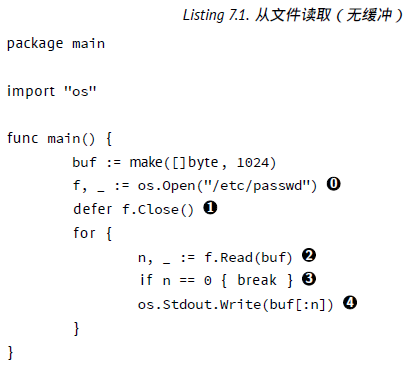 Listing 7.1. 从文件读取（无缓冲）
package main
import "os"
func main() {
buf := make([]byte, 1024)
f, _ := os.Open("/etc/passwd") ⓿
defer f.Close() ❶
for {
n, _ := f.Read(buf) ❷
if n == 0 { break } ❸
os.Stdout.Write(buf[:n]) ❹
}
}